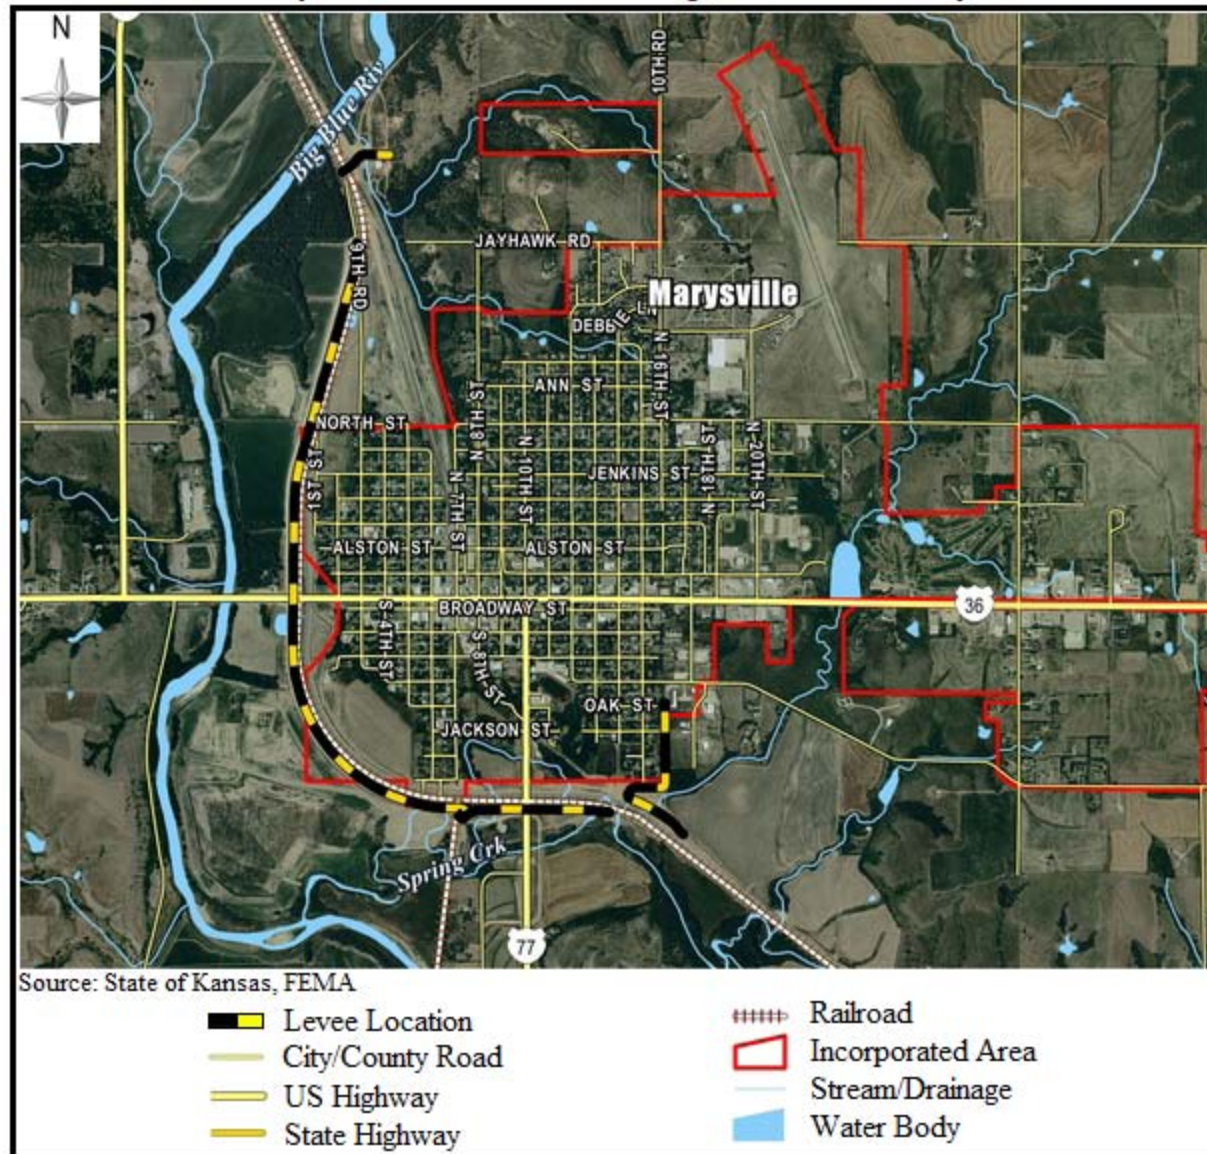 N
10TH RD
Big Blue Riv
9TH RD
JAYHAWK RD
Marysville
DEBBIE L
N 16TH ST
ANN ST
N 8TH ST
NORTH ST
N 10TH ST
N 18TH ST
N 20TH ST
JENKINS ST
1ST ST
N 7TH ST
ALSTON ST
ALSTON ST
BROADWAY ST
36
S 4TH ST
S 8TH ST
OAK ST
JACKSON ST
Spring Crk
77
Source: State of Kansas, FEMA
Levee Location
City/County Road
US Highway
State Highway
Railroad
Incorporated Area
Stream/Drainage
Water Body